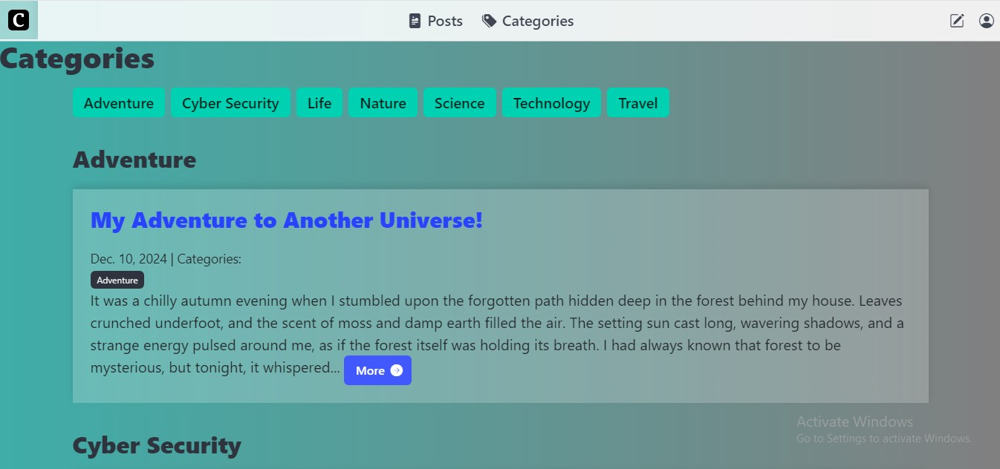 C
Posts Categories
Categories
Adventure Cyber Security Life Nature Science Technology Travel
Adventure
My Adventure to Another Universe!
Dec. 10, 2024 | Categories:
Adventure
It was a chilly autumn evening when I stumbled upon the forgotten path hidden deep in the forest behind my house. Leaves
crunched underfoot, and the scent of moss and damp earth filled the air. The setting sun cast long, wavering shadows, and a
strange energy pulsed around me, as if the forest itself was holding its breath. I had always known that forest to be
mysterious, but tonight, it whispered... More
Activate Windows
Go to Settings to activate Windows.
Cyber Security